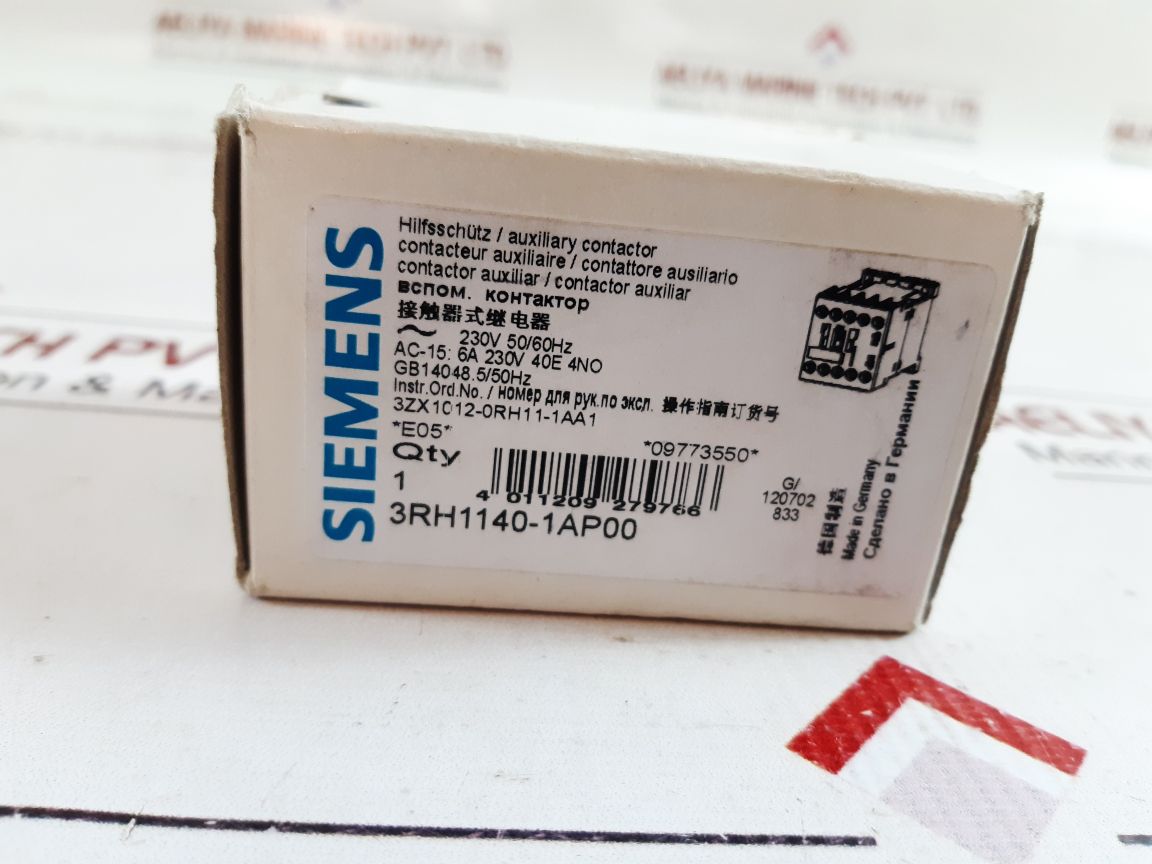 SIEMENS
Hilfsschütz / auxiliary contactor
contacteur auxiliaire / contattore ausiliario
contactor auxiliar / contactor auxiliar
вспом. контактор
接触器式继电器
~ 230V 50/60Hz
AC-15: 6A 230V 40E 4NO
GB14048.5/50Hz
Instr.Ord.No. / номер для рук.по эксл. 操作指南订货号
3ZX1012-0RH11-1AA1
*E05*
*09773550*
Qty
1
4 011209 279766
3RH1140-1AP00
G/
120702
833
德国制造
Made in Germany
Сделано в Германии